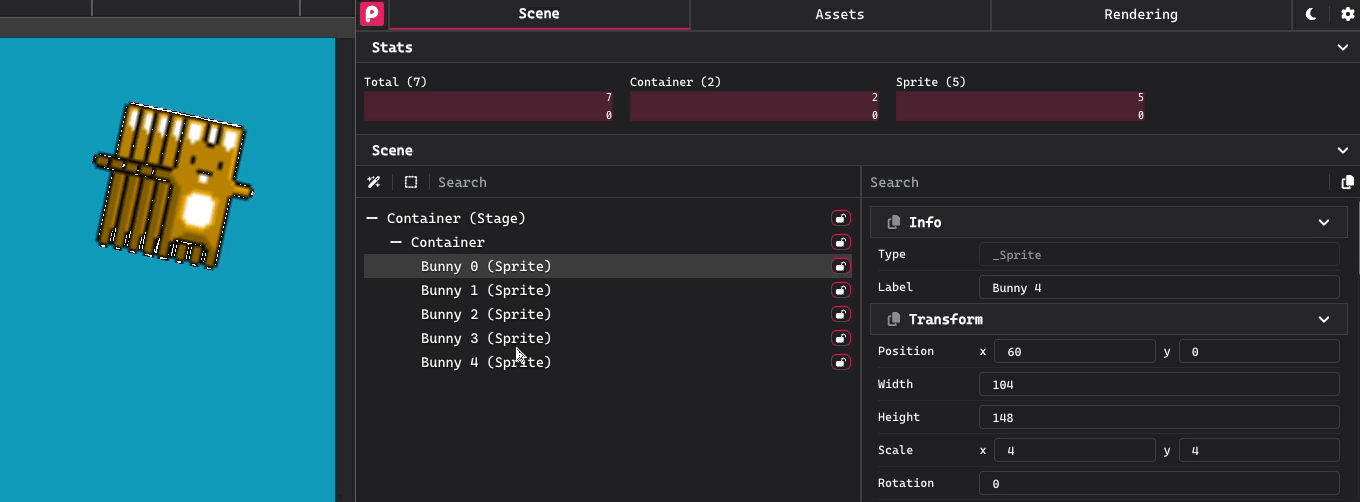 Scene Assets Rendering
Stats
Total (7) Container (2) Sprite (5)
7 2 5
0 0 0
Scene
Search Search
Container (Stage)
Container
Bunny 0 (Sprite)
Bunny 1 (Sprite)
Bunny 2 (Sprite)
Bunny 3 (Sprite)
Bunny 4 (Sprite)
Info
Type _Sprite
Label Bunny 4
Transform
Position x 60 y 0
Width 104
Height 148
Scale x 4 y 4
Rotation 0